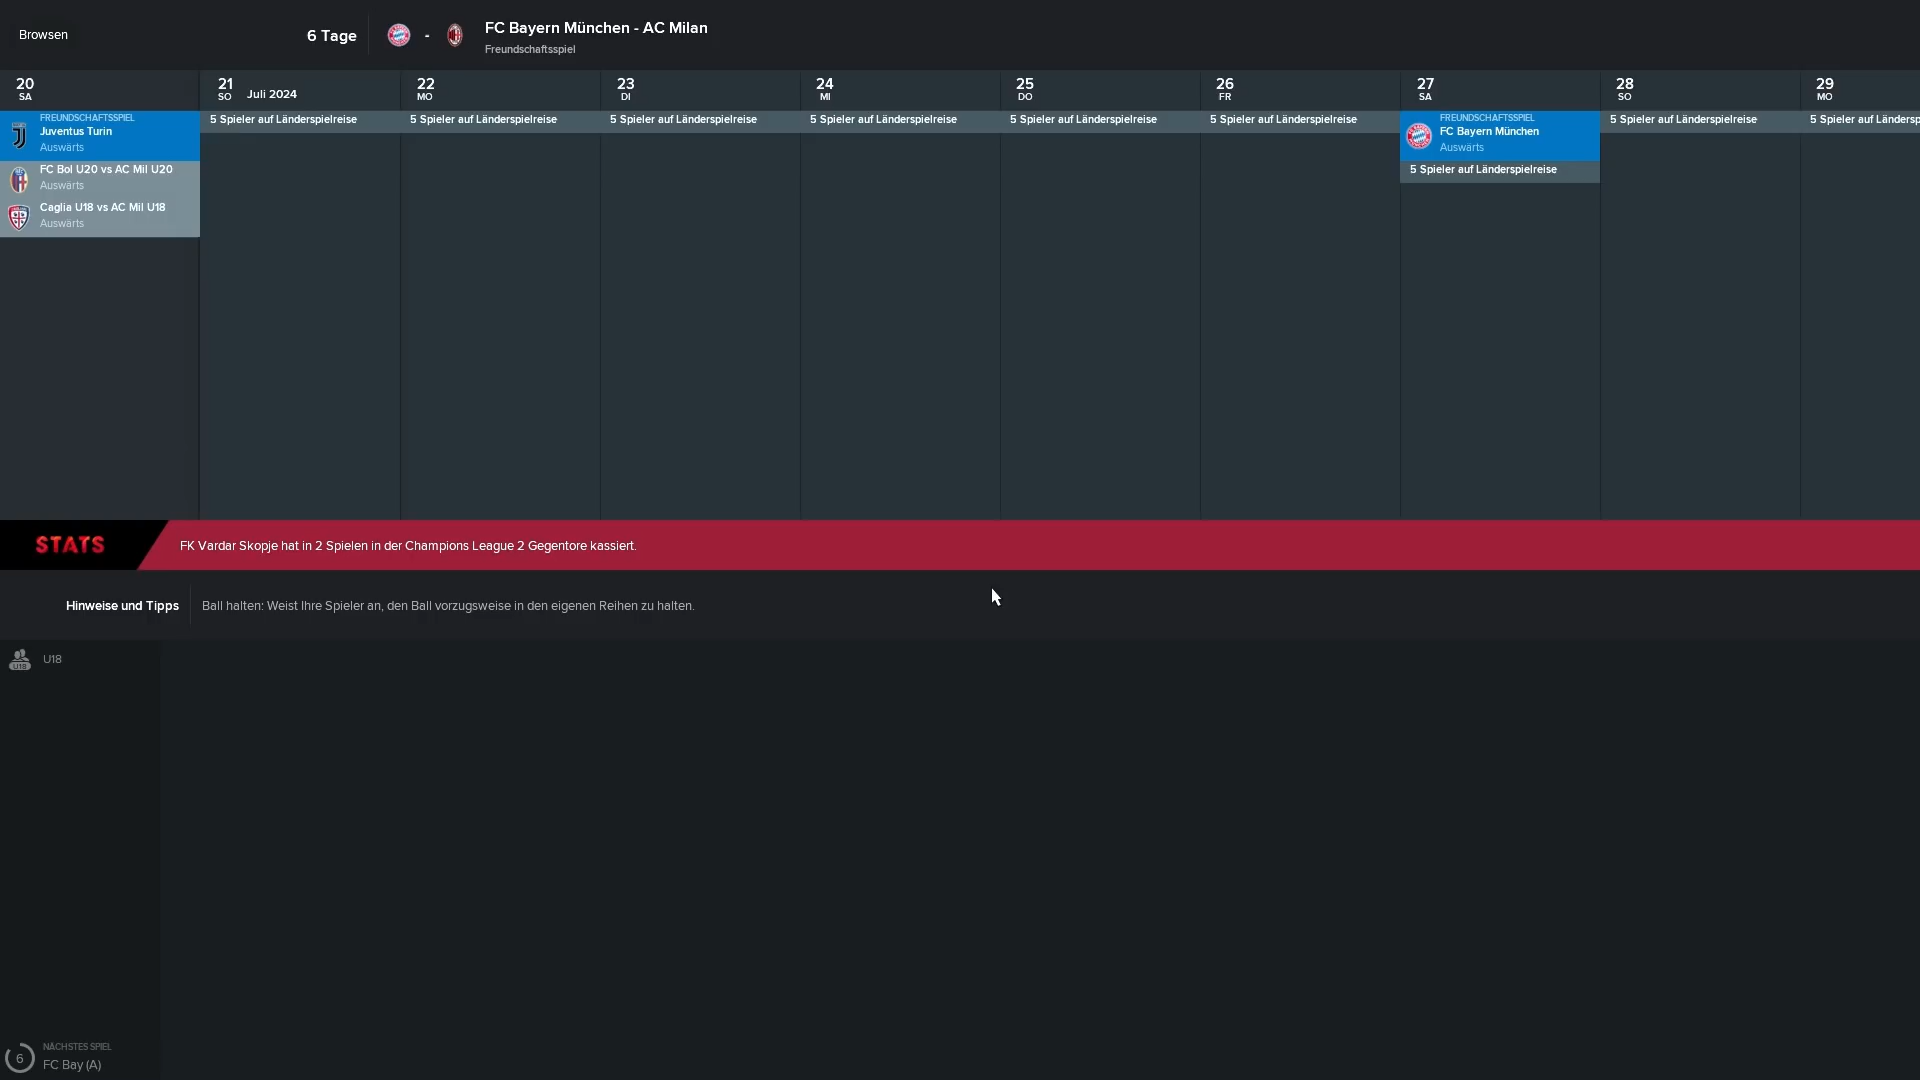 Browsen
6 Tage
-
FC Bayern München - AC Milan
Freundschaftsspiel
20
SA
21
SO
Juli 2024
22
MO
23
DI
24
MI
25
DO
26
FR
27
SA
28
SO
29
MO
FREUNDSCHAFTSSPIEL
Juventus Turin
Auswärts
FC Bol U20 vs AC Mil U20
Auswärts
Caglia U18 vs AC Mil U18
Auswärts
5 Spieler auf Länderspielreise
5 Spieler auf Länderspielreise
5 Spieler auf Länderspielreise
5 Spieler auf Länderspielreise
5 Spieler auf Länderspielreise
5 Spieler auf Länderspielreise
FREUNDSCHAFTSSPIEL
FC Bayern München
Auswärts
5 Spieler auf Länderspielreise
5 Spieler auf Länderspielreise
5 Spieler auf Ländersp
STATS
FK Vardar Skopje hat in 2 Spielen in der Champions League 2 Gegentore kassiert.
Hinweise und Tipps
Ball halten: Weist Ihre Spieler an, den Ball vorzugsweise in den eigenen Reihen zu halten.
U18
U18
6
NÄCHSTES SPIEL
FC Bay (A)